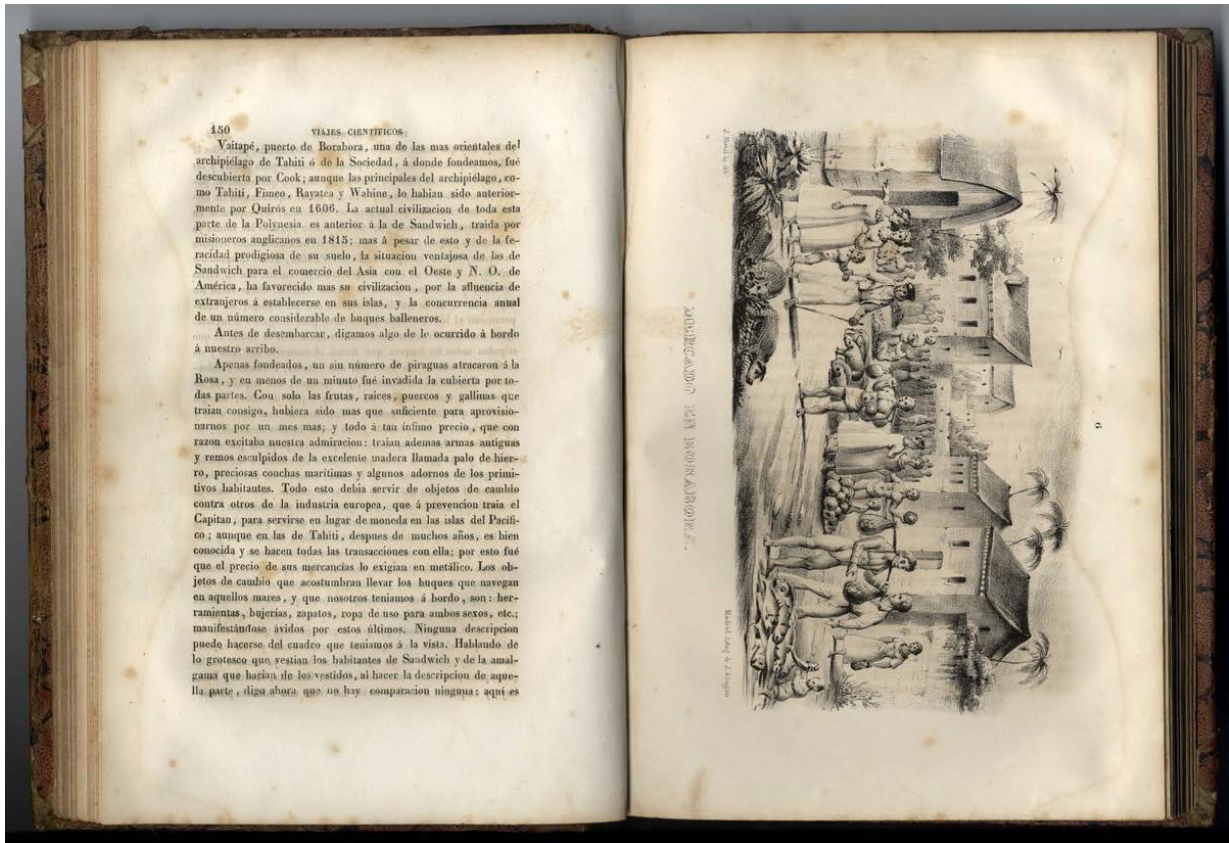 150 VIAJES CIENTIFICOS
Vaitapé, puerto de Borabora, una de las mas orientales del
archipiélago de Tahiti ó de la Sociedad, á donde fondeamos, fué
descubierta por Cook; aunque las principales del archipiélago, co-
mo Tahiti, Fimeo, Rayatea y Wahine, lo habian sido anterior-
mente por Quirós en 1606. La actual civilizacion de toda esta
parte de la Polynesia es anterior á la de Sandwich, traida por
misioneros anglicanos en 1815; mas á pesar de esto y de la fe-
racidad prodigiosa de su suelo, la situacion ventajosa de las de
Sandwich para el comercio del Asia con el Oeste y N. O. de
América, ha favorecido mas su civilizacion, por la afluencia de
extranjeros á establecerse en sus islas, y la concurrencia anual
de un número considerable de buques balleneros.
Antes de desembarcar, digamos algo de lo ocurrido á bordo
á nuestro arribo.
Apenas fondeados, un sin número de piraguas atracaron á la
Rosa, y en menos de un minuto fué invadida la cubierta por to-
das partes. Con solo las frutas, raices, puercos y gallinas que
traian consigo, hubiera sido mas que suficiente para aprovisio-
narnos por un mes mas; y todo á tan ínfimo precio, que con
razon excitaba nuestra admiracion: traian ademas armas antiguas
y remos esculpidos de la excelente madera llamada palo de hier-
ro, preciosas conchas marítimas y algunos adornos de los primi-
tivos habitantes. Todo esto debia servir de objetos de cambio
contra otros de la industria europea, que á prevencion traia el
Capitan, para servirse en lugar de moneda en las islas del Pacífi-
co; aunque en las de Tahiti, despues de muchos años, es bien
conocida y se hacen todas las transacciones con ella; por esto fué
que el precio de sus mercancías lo exigian en metálico. Los ob-
jetos de cambio que acostumbran llevar los buques que navegan
en aquellos mares, y que nosotros teniamos á bordo, son: her-
ramientas, bujerías, zapatos, ropa de uso para ambos sexos, etc.;
manifestándose ávidos por estos últimos. Ninguna descripcion
puede hacerse del cuadro que teniamos á la vista. Hablando de
lo grotesco que vestian los habitantes de Sandwich y de la amal-
gama que hacian de los vestidos, al hacer la descripcion de aque-
lla parte, digo ahora que no hay comparacion ninguna; aquí es
6
MERCADO EN BORABORA.
Madrid. Litog. de J.